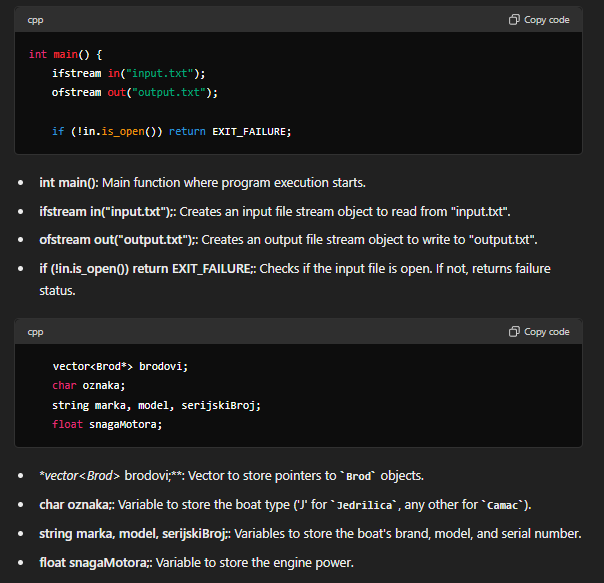 cpp Copy code
int main() {
ifstream in("input.txt");
ofstream out("output.txt");
if (!in.is_open()) return EXIT_FAILURE;
• int main(): Main function where program execution starts.
• ifstream in("input.txt");: Creates an input file stream object to read from "input.txt".
• ofstream out("output.txt");: Creates an output file stream object to write to "output.txt".
• if (!in.is_open()) return EXIT_FAILURE;: Checks if the input file is open. If not, returns failure
status.
cpp Copy code
vector<Brod*> brodovi;
char oznaka;
string marka, model, serijskiBroj;
float snagaMotora;
• *vector<Brod> brodovi;**: Vector to store pointers to `Brod` objects.
• char oznaka;: Variable to store the boat type ('J' for `Jedrilica`, any other for `Camac`).
• string marka, model, serijskiBroj;: Variables to store the boat's brand, model, and serial number.
• float snagaMotora;: Variable to store the engine power.